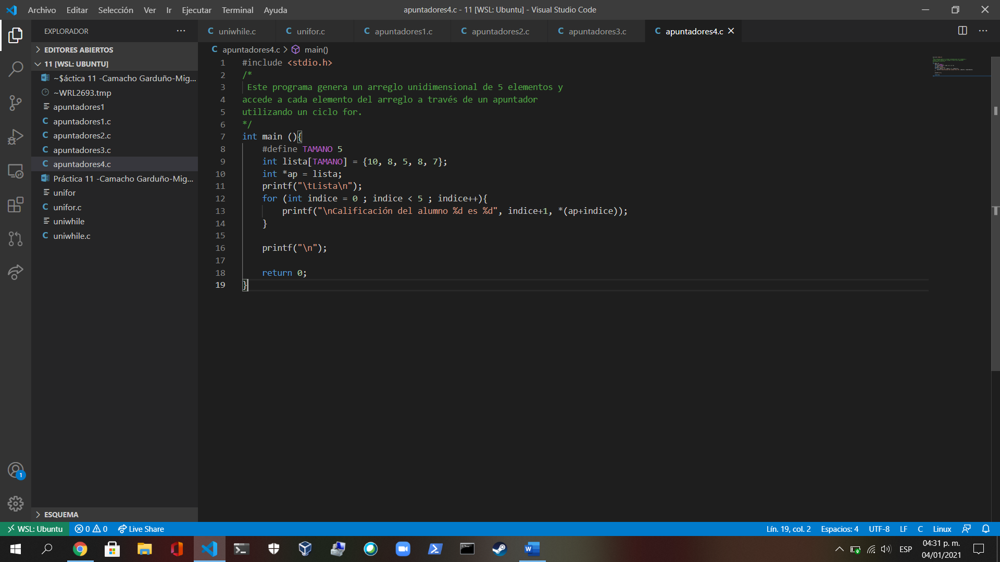 Archivo Editar Selección Ver Ir Ejecutar Terminal Ayuda
apuntadores4.c - 11 [WSL: Ubuntu] - Visual Studio Code
EXPLORADOR
EDITORES ABIERTOS
11 [WSL: UBUNTU]
~$áctica 11 -Camacho Garduño-Mig...
~WRL2693.tmp
apuntadores1
C apuntadores1.c
C apuntadores2.c
C apuntadores3.c
C apuntadores4.c
Práctica 11 -Camacho Garduño-Mig...
unifor
C unifor.c
uniwhile
C uniwhile.c
ESQUEMA
C uniwhile.c C unifor.c C apuntadores1.c C apuntadores2.c C apuntadores3.c C apuntadores4.c
C apuntadores4.c > main()
1 #include <stdio.h>
2 /*
3  Este programa genera un arreglo unidimensional de 5 elementos y
4 accede a cada elemento del arreglo a través de un apuntador
5 utilizando un ciclo for.
6 */
7 int main (){
8     #define TAMANO 5
9     int lista[TAMANO] = {10, 8, 5, 8, 7};
10     int *ap = lista;
11     printf("\tLista\n");
12     for (int indice = 0 ; indice < 5 ; indice++){
13         printf("\nCalificación del alumno %d es %d", indice+1, *(ap+indice));
14     }
15
16     printf("\n");
17
18     return 0;
19 }
1
WSL: Ubuntu 0 0 Live Share
Lín. 19, col. 2 Espacios: 4 UTF-8 LF C Linux
ESP
04:31 p. m.
04/01/2021